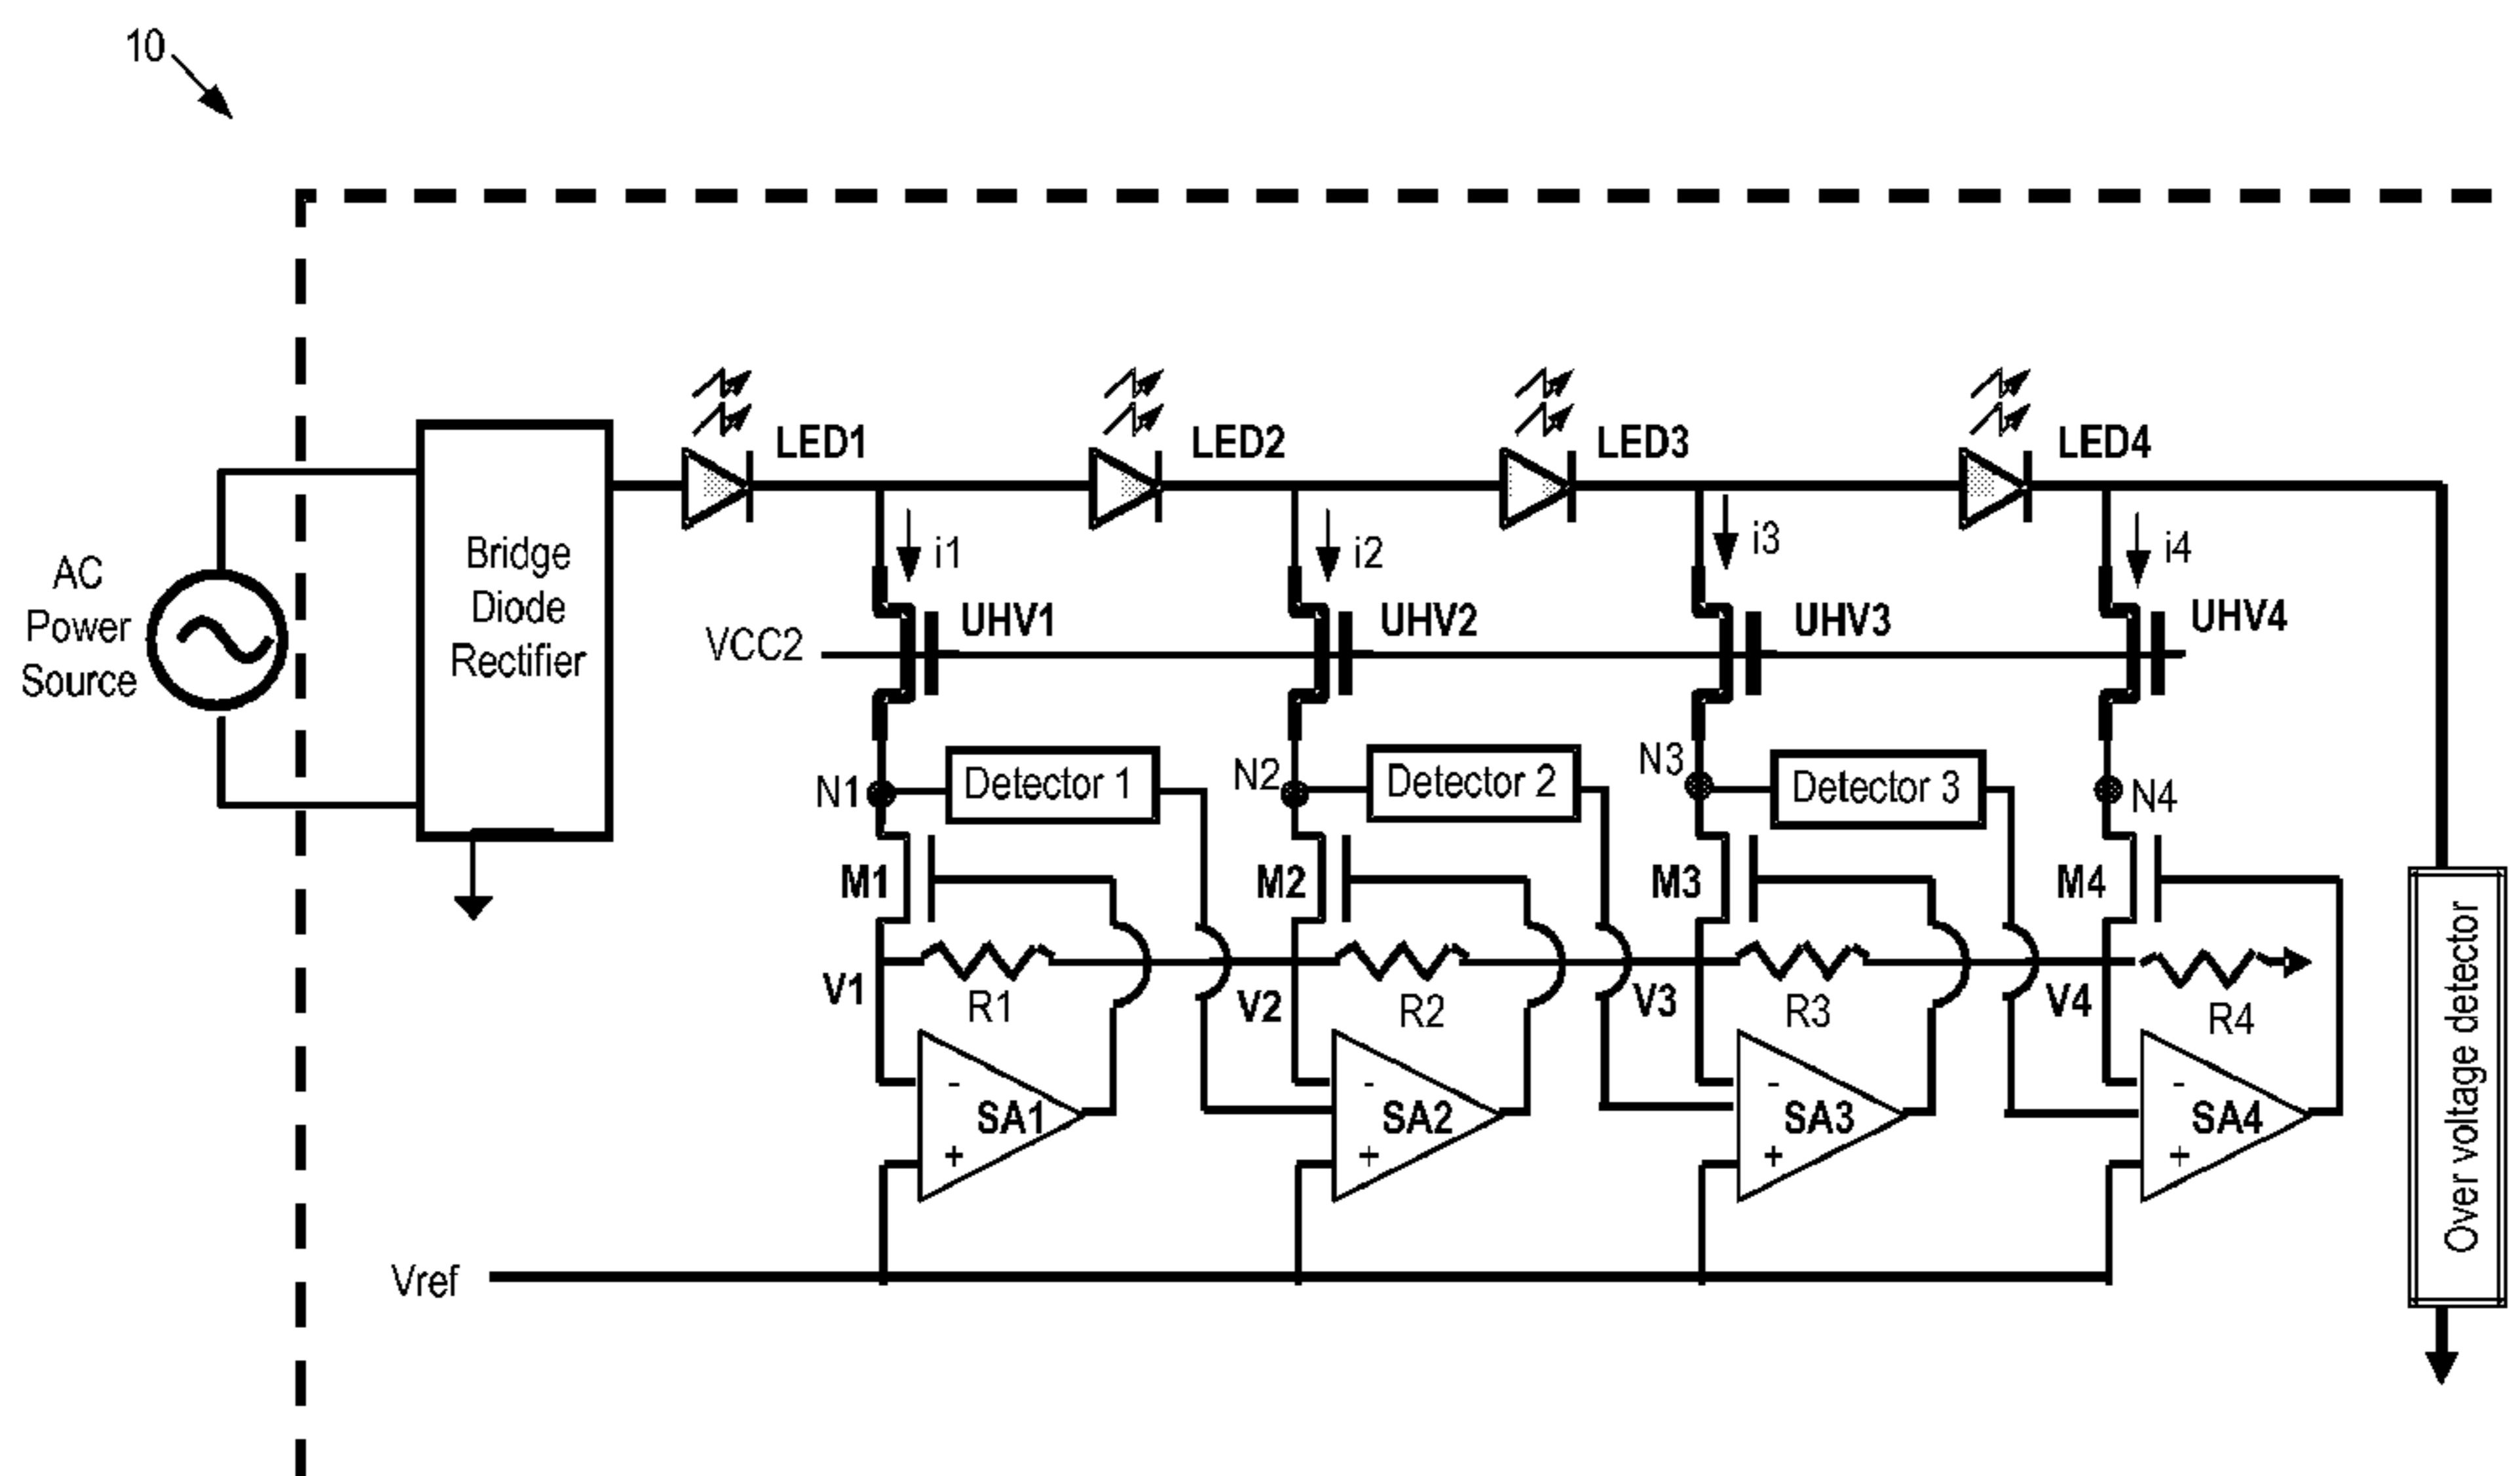 10
LED1
LED2
LED3
LED4
AC
Power
Source
Bridge
Diode
Rectifier
i1
i2
i3
i4
VCC2
UHV1
UHV2
UHV3
UHV4
N1
Detector 1
N2
Detector 2
N3
Detector 3
N4
M1
M2
M3
M4
V1
R1
V2
R2
V3
R3
V4
R4
-
SA1
+
-
SA2
+
-
SA3
+
-
SA4
+
Over voltage detector
Vref